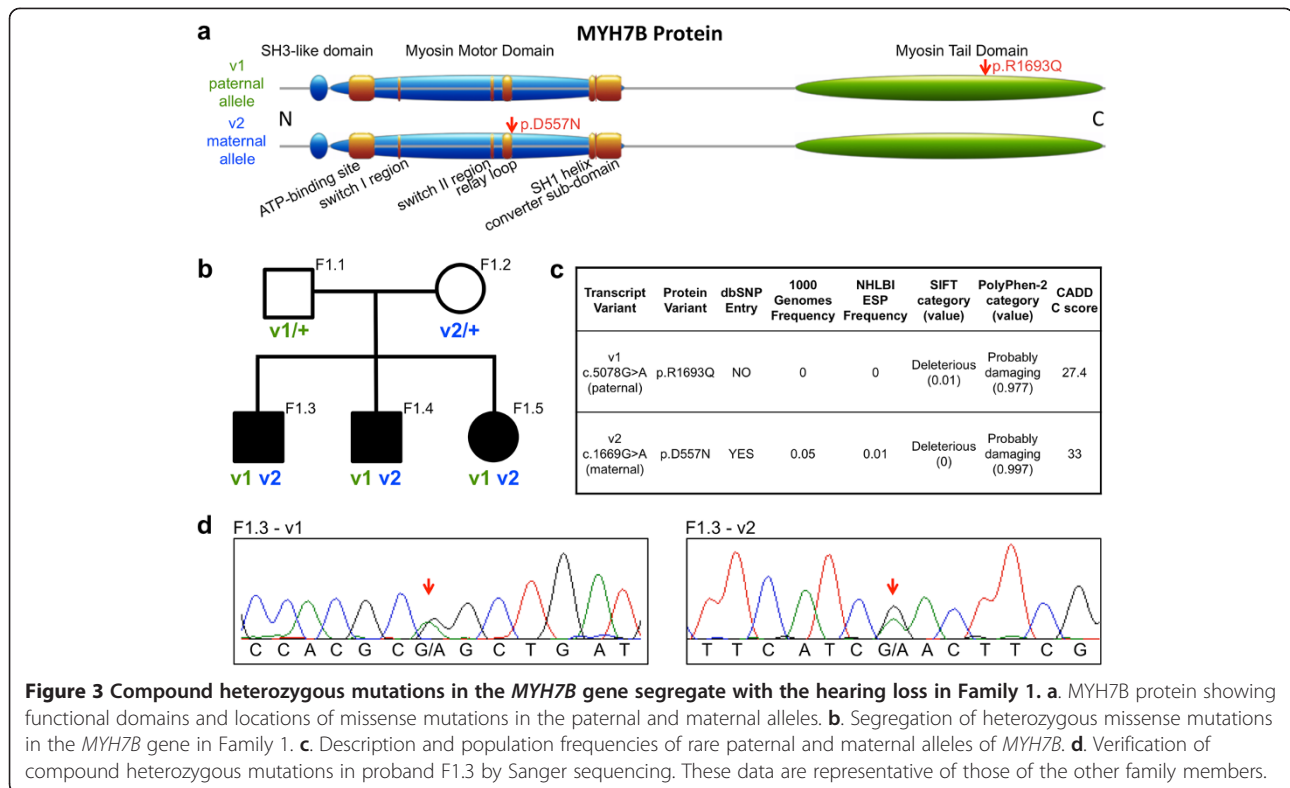 a
MYH7B Protein
SH3-like domain
Myosin Motor Domain
Myosin Tail Domain
v1
paternal
allele
p.R1693Q
N
C
v2
maternal
allele
p.D557N
ATP-binding site
switch I region
switch II region
relay loop
SH1 helix
converter sub-domain
b
F1.1
F1.2
v1/+
v2/+
F1.3
F1.4
F1.5
v1 v2
v1 v2
v1 v2
c
Transcript Variant
Protein Variant
dbSNP Entry
1000 Genomes Frequency
NHLBI ESP Frequency
SIFT category (value)
PolyPhen-2 category (value)
CADD C score
v1 c.5078G>A (paternal)
p.R1693Q
NO
0
0
Deleterious (0.01)
Probably damaging (0.977)
27.4
v2 c.1669G>A (maternal)
p.D557N
YES
0.05
0.01
Deleterious (0)
Probably damaging (0.997)
33
d
F1.3 - v1
C C A C G C G/A G C T G A T
F1.3 - v2
T T C A T C G/A A C T T C G
Figure 3 Compound heterozygous mutations in the MYH7B gene segregate with the hearing loss in Family 1. a. MYH7B protein showing
functional domains and locations of missense mutations in the paternal and maternal alleles. b. Segregation of heterozygous missense mutations
in the MYH7B gene in Family 1. c. Description and population frequencies of rare paternal and maternal alleles of MYH7B. d. Verification of
compound heterozygous mutations in proband F1.3 by Sanger sequencing. These data are representative of those of the other family members.